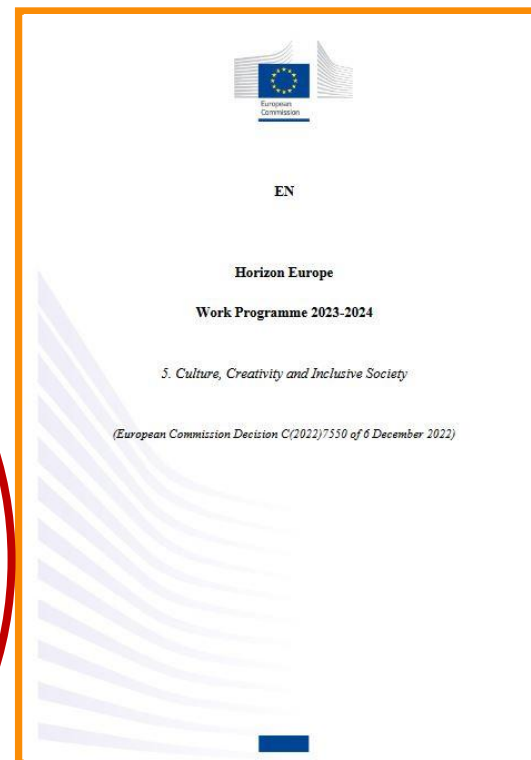 European
Commission
EN
Horizon Europe
Work Programme 2023-2024
5. Culture, Creativity and Inclusive Society
(European Commission Decision C(2022)7550 of 6 December 2022)